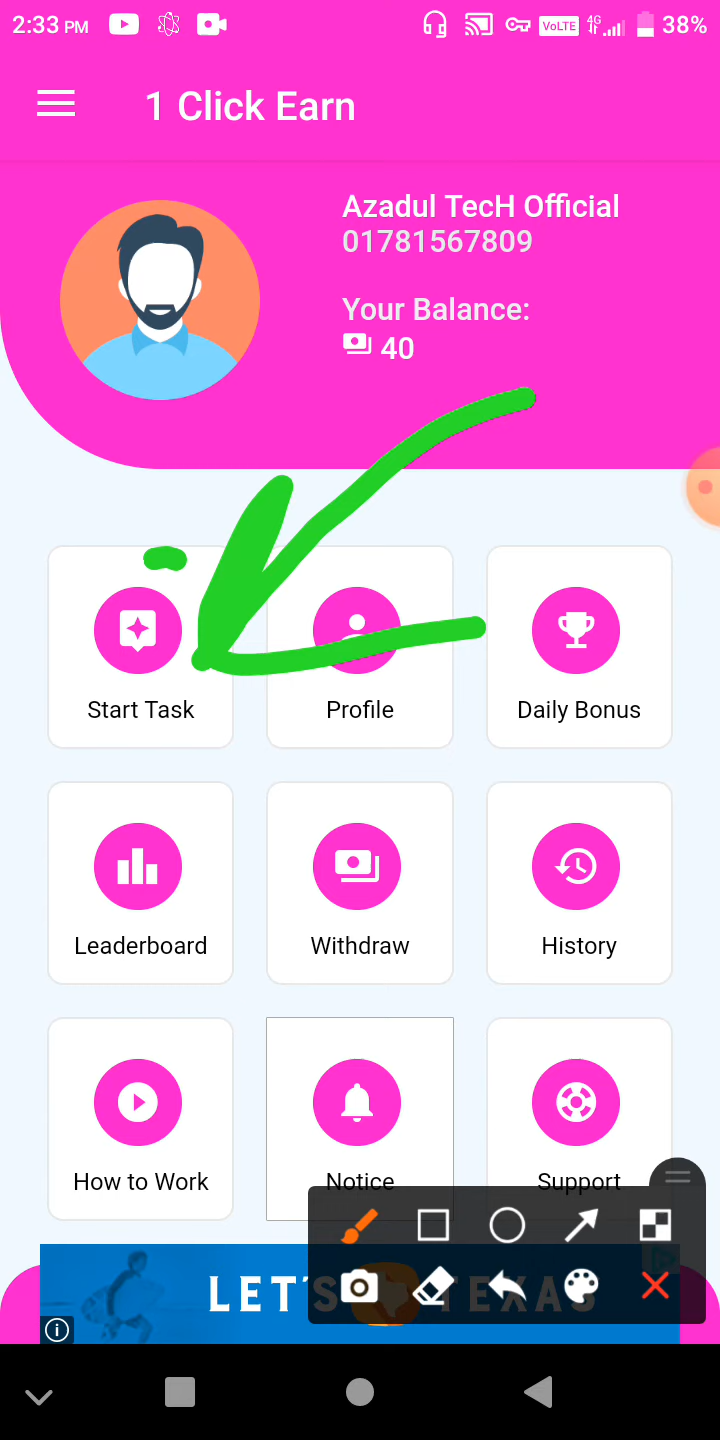 2:33 PM VoLTE 4G 38%
1 Click Earn
Azadul TecH Official
01781567809
Your Balance:
40
Start Task
Profile
Daily Bonus
Leaderboard
Withdraw
History
How to Work
Notice
Support
LET'S TEXAS